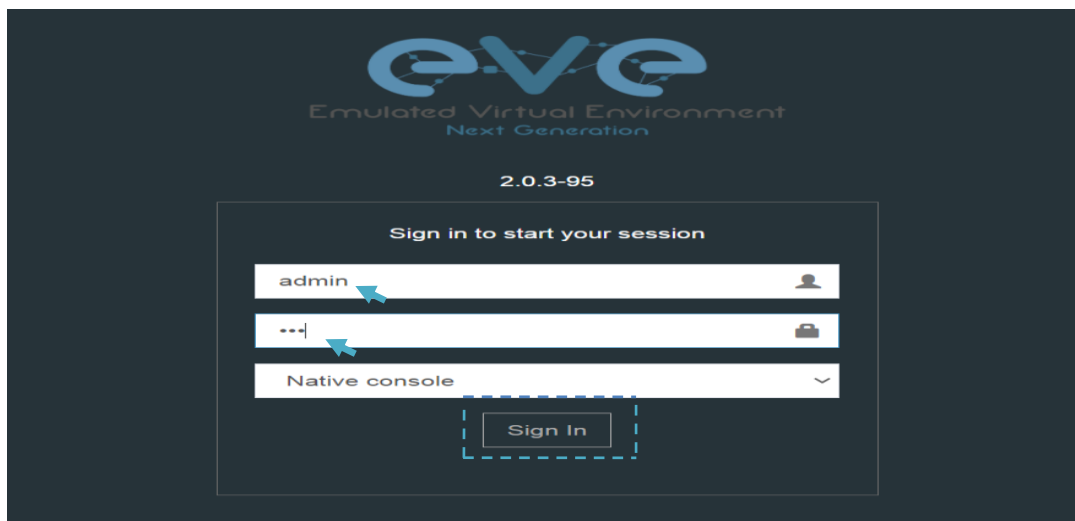 eve
Emulated Virtual Environment
Next Generation
2.0.3-95
Sign in to start your session
admin
•••
Native console
Sign In